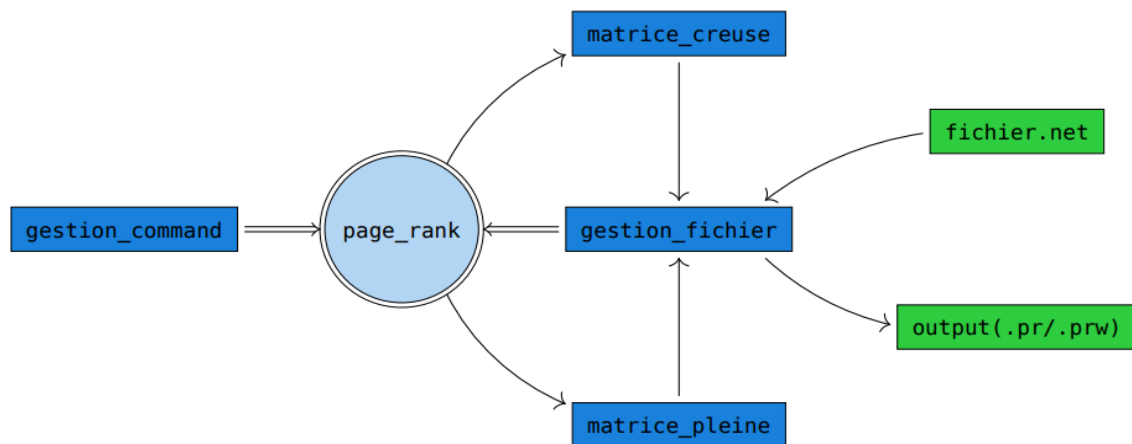 matrice_creuse
fichier.net
gestion_command
page_rank
gestion_fichier
output(.pr/.prw)
matrice_pleine